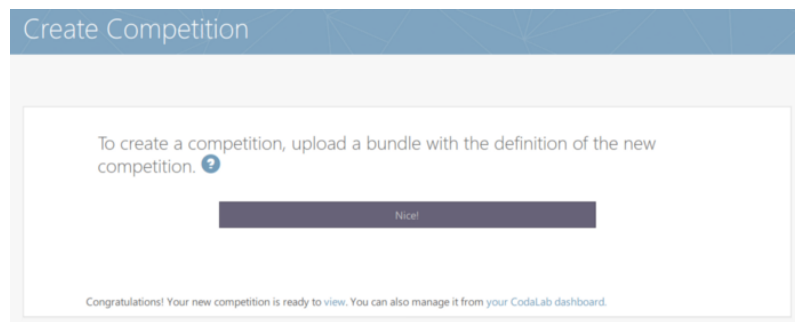 Create Competition
To create a competition, upload a bundle with the definition of the new
competition. ?
Nice!
Congratulations! Your new competition is ready to view. You can also manage it from your CodaLab dashboard.